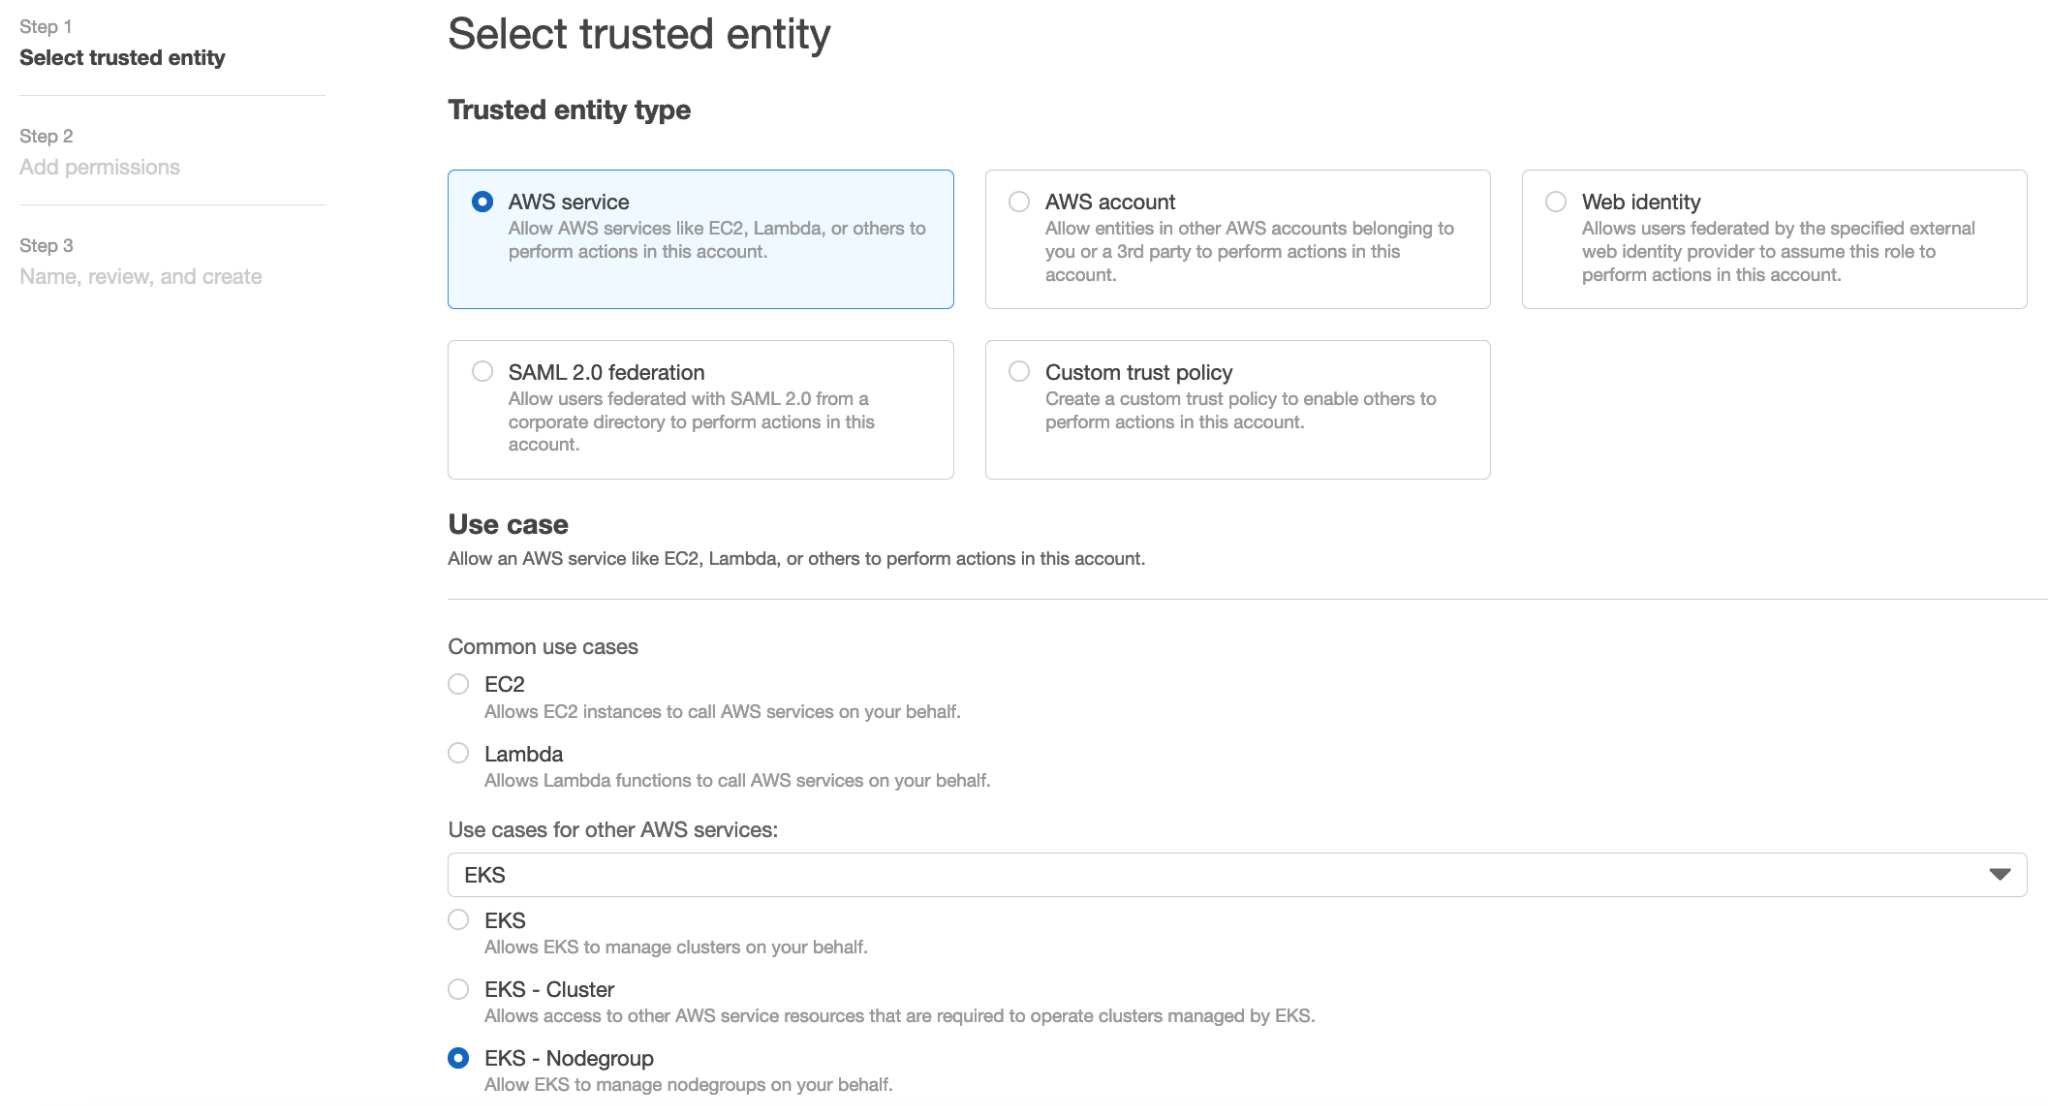 Step 1
Select trusted entity
Step 2
Add permissions
Step 3
Name, review, and create
Select trusted entity
Trusted entity type
AWS service
Allow AWS services like EC2, Lambda, or others to
perform actions in this account.
AWS account
Allow entities in other AWS accounts belonging to
you or a 3rd party to perform actions in this
account.
Web identity
Allows users federated by the specified external
web identity provider to assume this role to
perform actions in this account.
SAML 2.0 federation
Allow users federated with SAML 2.0 from a
corporate directory to perform actions in this
account.
Custom trust policy
Create a custom trust policy to enable others to
perform actions in this account.
Use case
Allow an AWS service like EC2, Lambda, or others to perform actions in this account.
Common use cases
EC2
Allows EC2 instances to call AWS services on your behalf.
Lambda
Allows Lambda functions to call AWS services on your behalf.
Use cases for other AWS services:
EKS
EKS
Allows EKS to manage clusters on your behalf.
EKS - Cluster
Allows access to other AWS service resources that are required to operate clusters managed by EKS.
EKS - Nodegroup
Allow EKS to manage nodegroups on your behalf.